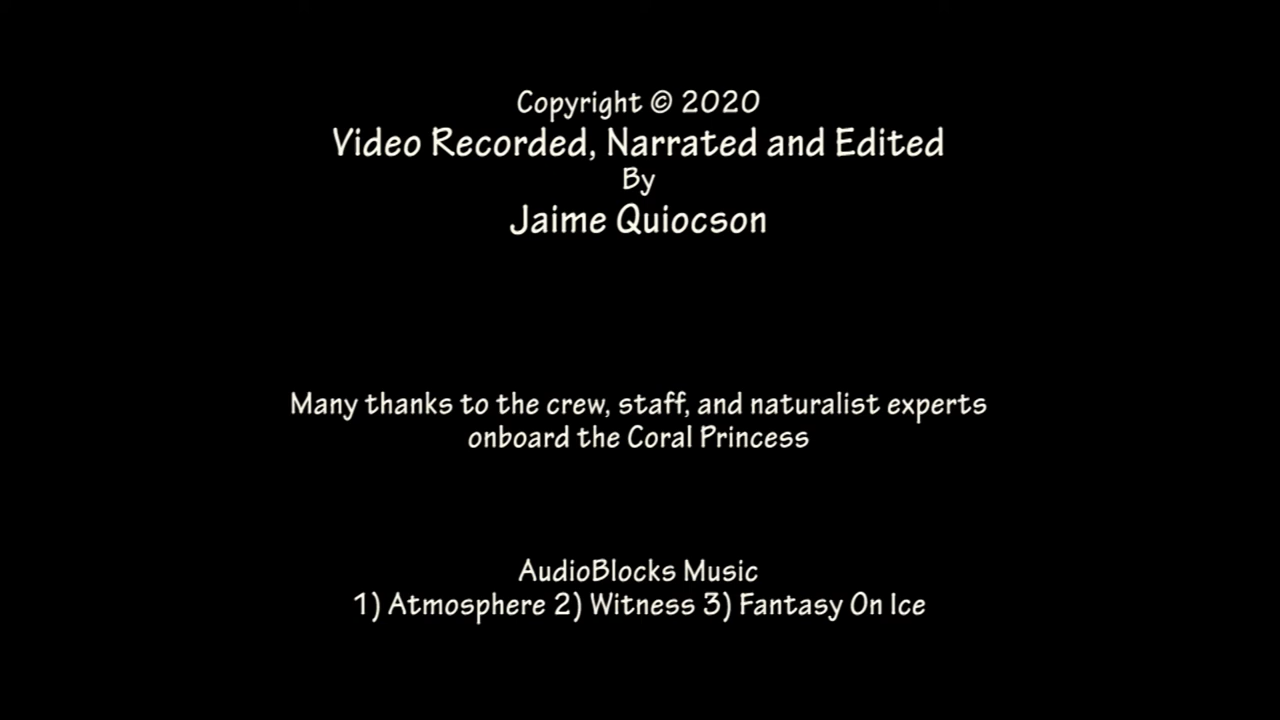 Copyright © 2020
Video Recorded, Narrated and Edited
By
Jaime Quiocson
Many thanks to the crew, staff, and naturalist experts
onboard the Coral Princess
AudioBlocks Music
1) Atmosphere 2) Witness 3) Fantasy On Ice